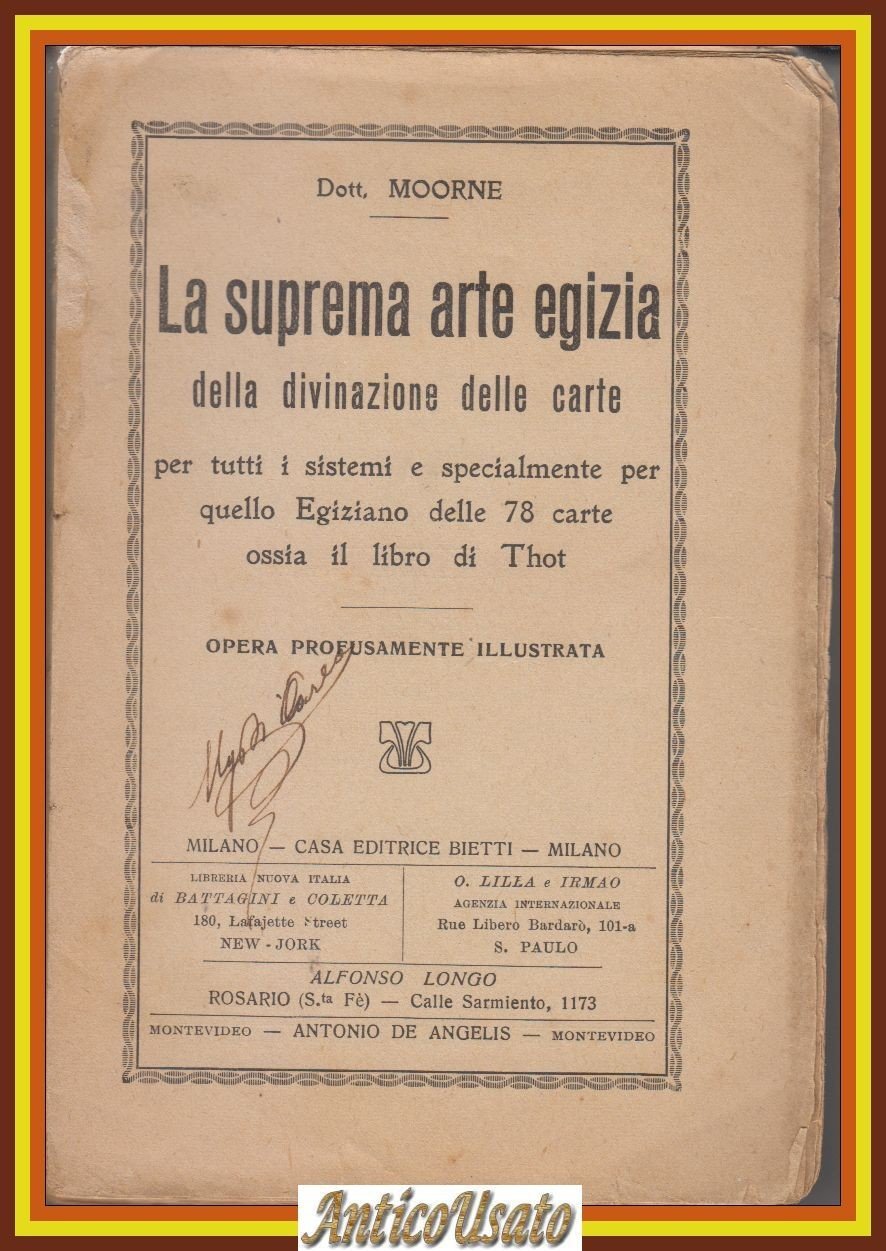 Dott. MOORNE
La suprema arte egizia
della divinazione delle carte
per tutti i sistemi e specialmente per
quello Egiziano delle 78 carte
ossia il libro di Thot
OPERA PROFUSAMENTE ILLUSTRATA
MILANO — CASA EDITRICE BIETTI — MILANO
LIBRERIA NUOVA ITALIA
di BATTAGINI e COLETTA
180, Lafajette Street
NEW-JORK
O. LILLA e IRMAO
AGENZIA INTERNAZIONALE
Rue Libero Bardarò, 101-a
S. PAULO
ALFONSO LONGO
ROSARIO (S.ta Fè) — Calle Sarmiento, 1173
MONTEVIDEO — ANTONIO DE ANGELIS — MONTEVIDEO
AnticoUsato